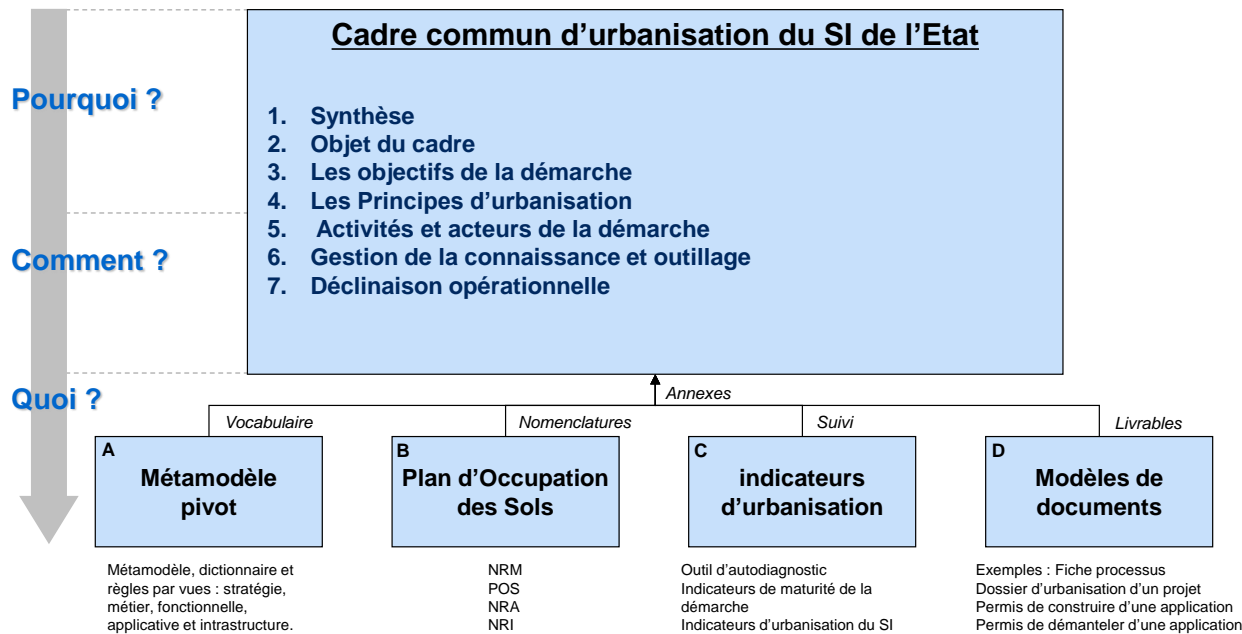 Cadre commun d'urbanisation du SI de l'Etat
Pourquoi ?
1. Synthèse
2. Objet du cadre
3. Les objectifs de la démarche
4. Les Principes d'urbanisation
5. Activités et acteurs de la démarche
6. Gestion de la connaissance et outillage
7. Déclinaison opérationnelle
Comment ?
Quoi ?
Annexes
Vocabulaire
Nomenclatures
Suivi
Livrables
A
Métamodèle
pivot
B
Plan d'Occupation
des Sols
C
indicateurs
d'urbanisation
D
Modèles de
documents
Métamodèle, dictionnaire et
règles par vues : stratégie,
métier, fonctionnelle,
applicative et intrastructure.
NRM
POS
NRA
NRI
Outil d'autodiagnostic
Indicateurs de maturité de la
démarche
Indicateurs d'urbanisation du SI
Exemples : Fiche processus
Dossier d'urbanisation d'un projet
Permis de construire d'une application
Permis de démanteler d'une application